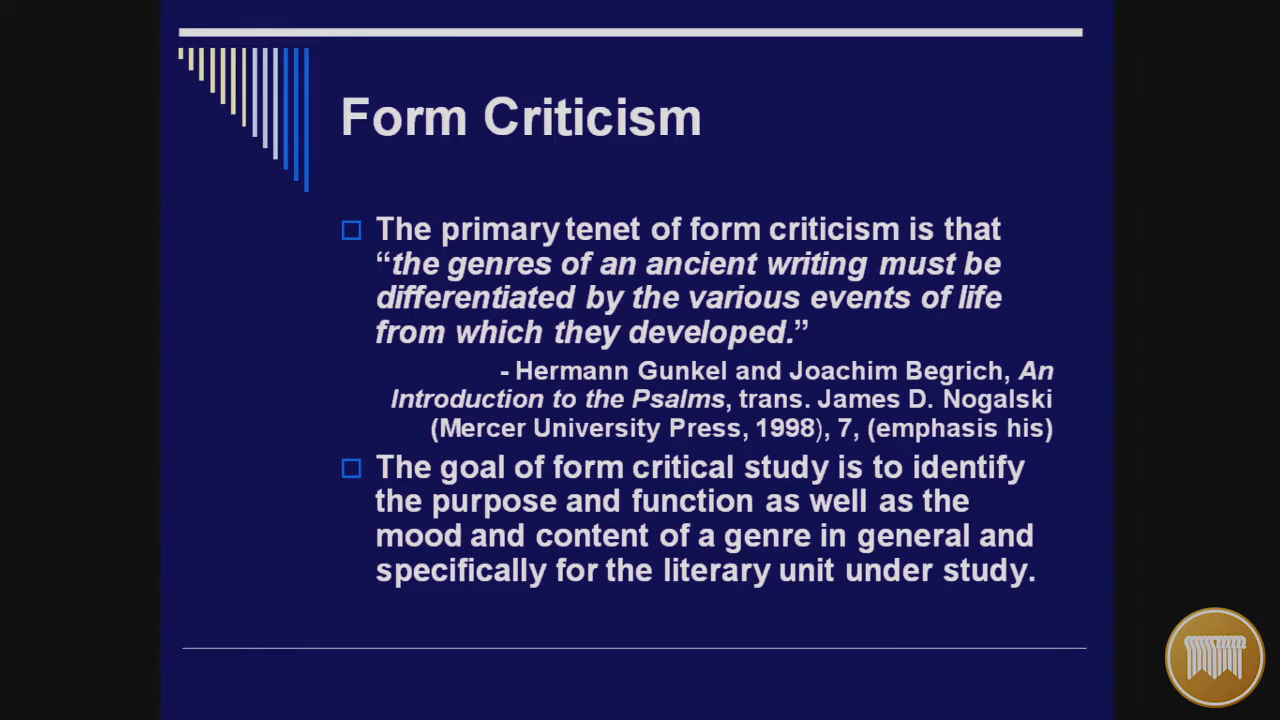 Form Criticism
The primary tenet of form criticism is that
“the genres of an ancient writing must be
differentiated by the various events of life
from which they developed.”
- Hermann Gunkel and Joachim Begrich, An
Introduction to the Psalms, trans. James D. Nogalski
(Mercer University Press, 1998), 7, (emphasis his)
The goal of form critical study is to identify
the purpose and function as well as the
mood and content of a genre in general and
specifically for the literary unit under study.